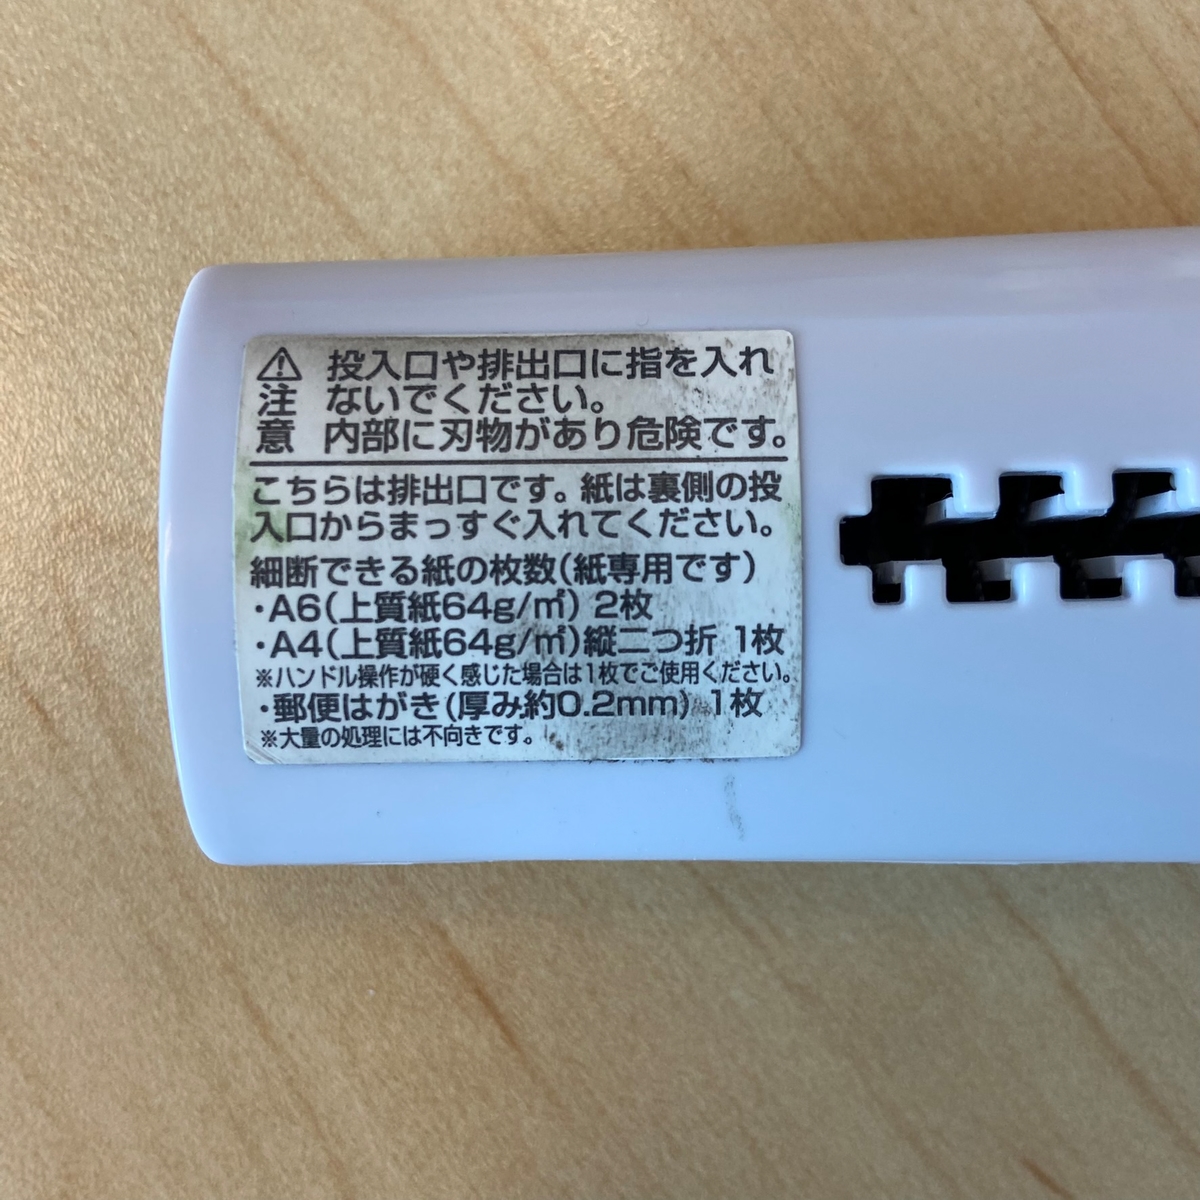 ⚠ 投入口や排出口に指を入れ
注 ないでください。
意 内部に刃物があり危険です。
こちらは排出口です。紙は裏側の投
入口からまっすぐ入れてください。
細断できる紙の枚数(紙専用です)
・A6(上質紙64g/㎡) 2枚
・A4(上質紙64g/㎡)縦二つ折 1枚
※ハンドル操作が硬く感じた場合は1枚でご使用ください。
・郵便はがき(厚み約0.2mm) 1枚
※大量の処理には不向きです。